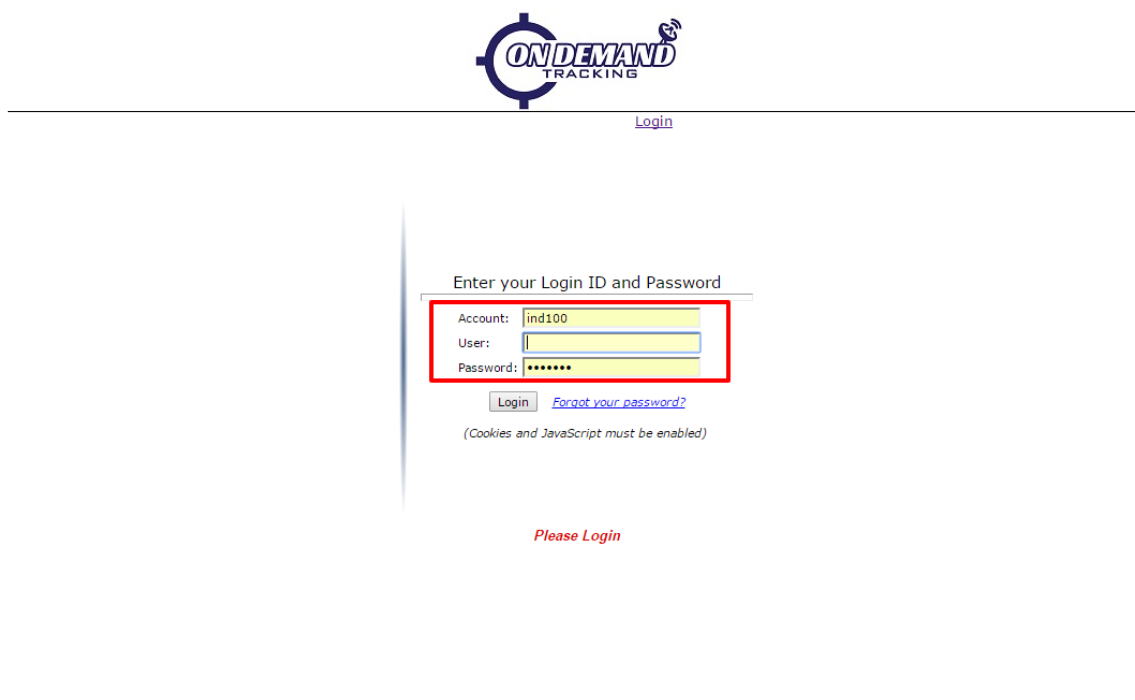 ON DEMAND
TRACKING
Login
Enter your Login ID and Password
Account: ind100
User:
Password: •••••••
Login Forgot your password?
(Cookies and JavaScript must be enabled)
Please Login